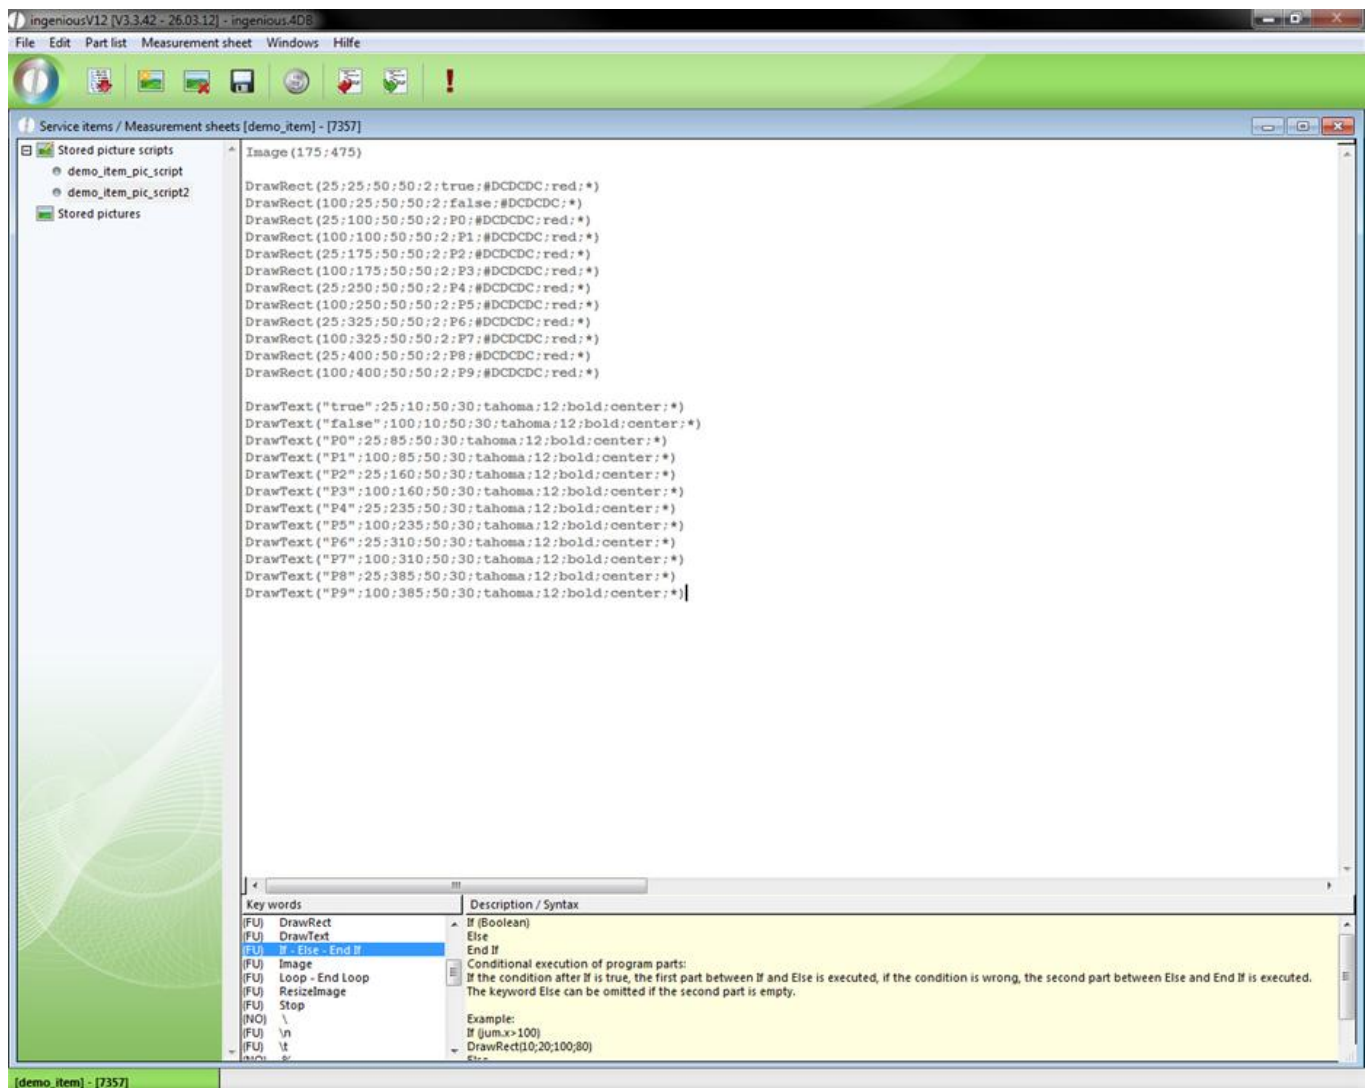 ingeniousV12 [V3.3.42 - 26.03.12] - ingenious.4DB
File Edit Part list Measurement sheet Windows Hilfe
Service items / Measurement sheets [demo_item] - [7357]
Stored picture scripts
demo_item_pic_script
demo_item_pic_script2
Stored pictures
Image(175;475)
DrawRect(25;25;50;50;2;true;#DCDCDC;red;*)
DrawRect(100;25;50;50;2;false;#DCDCDC;*)
DrawRect(25;100;50;50;2;P0;#DCDCDC;red;*)
DrawRect(100;100;50;50;2;P1;#DCDCDC;red;*)
DrawRect(25;175;50;50;2;P2;#DCDCDC;red;*)
DrawRect(100;175;50;50;2;P3;#DCDCDC;red;*)
DrawRect(25;250;50;50;2;P4;#DCDCDC;red;*)
DrawRect(100;250;50;50;2;P5;#DCDCDC;red;*)
DrawRect(25;325;50;50;2;P6;#DCDCDC;red;*)
DrawRect(100;325;50;50;2;P7;#DCDCDC;red;*)
DrawRect(25;400;50;50;2;P8;#DCDCDC;red;*)
DrawRect(100;400;50;50;2;P9;#DCDCDC;red;*)
DrawText("true";25;10;50;30;tahoma;12;bold;center;*)
DrawText("false";100;10;50;30;tahoma;12;bold;center;*)
DrawText("P0";25;85;50;30;tahoma;12;bold;center;*)
DrawText("P1";100;85;50;30;tahoma;12;bold;center;*)
DrawText("P2";25;160;50;30;tahoma;12;bold;center;*)
DrawText("P3";100;160;50;30;tahoma;12;bold;center;*)
DrawText("P4";25;235;50;30;tahoma;12;bold;center;*)
DrawText("P5";100;235;50;30;tahoma;12;bold;center;*)
DrawText("P6";25;310;50;30;tahoma;12;bold;center;*)
DrawText("P7";100;310;50;30;tahoma;12;bold;center;*)
DrawText("P8";25;385;50;30;tahoma;12;bold;center;*)
DrawText("P9";100;385;50;30;tahoma;12;bold;center;*)
Key words
(FU) DrawRect
(FU) DrawText
(FU) If - Else - End If
(FU) Image
(FU) Loop - End Loop
(FU) ResizeImage
(FU) Stop
(NO) \
(FU) \n
(FU) \t
Description / Syntax
If (Boolean)
Else
End If
Conditional execution of program parts:
If the condition after If is true, the first part between If and Else is executed, if the condition is wrong, the second part between Else and End If is executed.
The keyword Else can be omitted if the second part is empty.
Example:
If (jum.x>100)
DrawRect(10;20;100;80)
[demo_item] - [7357]